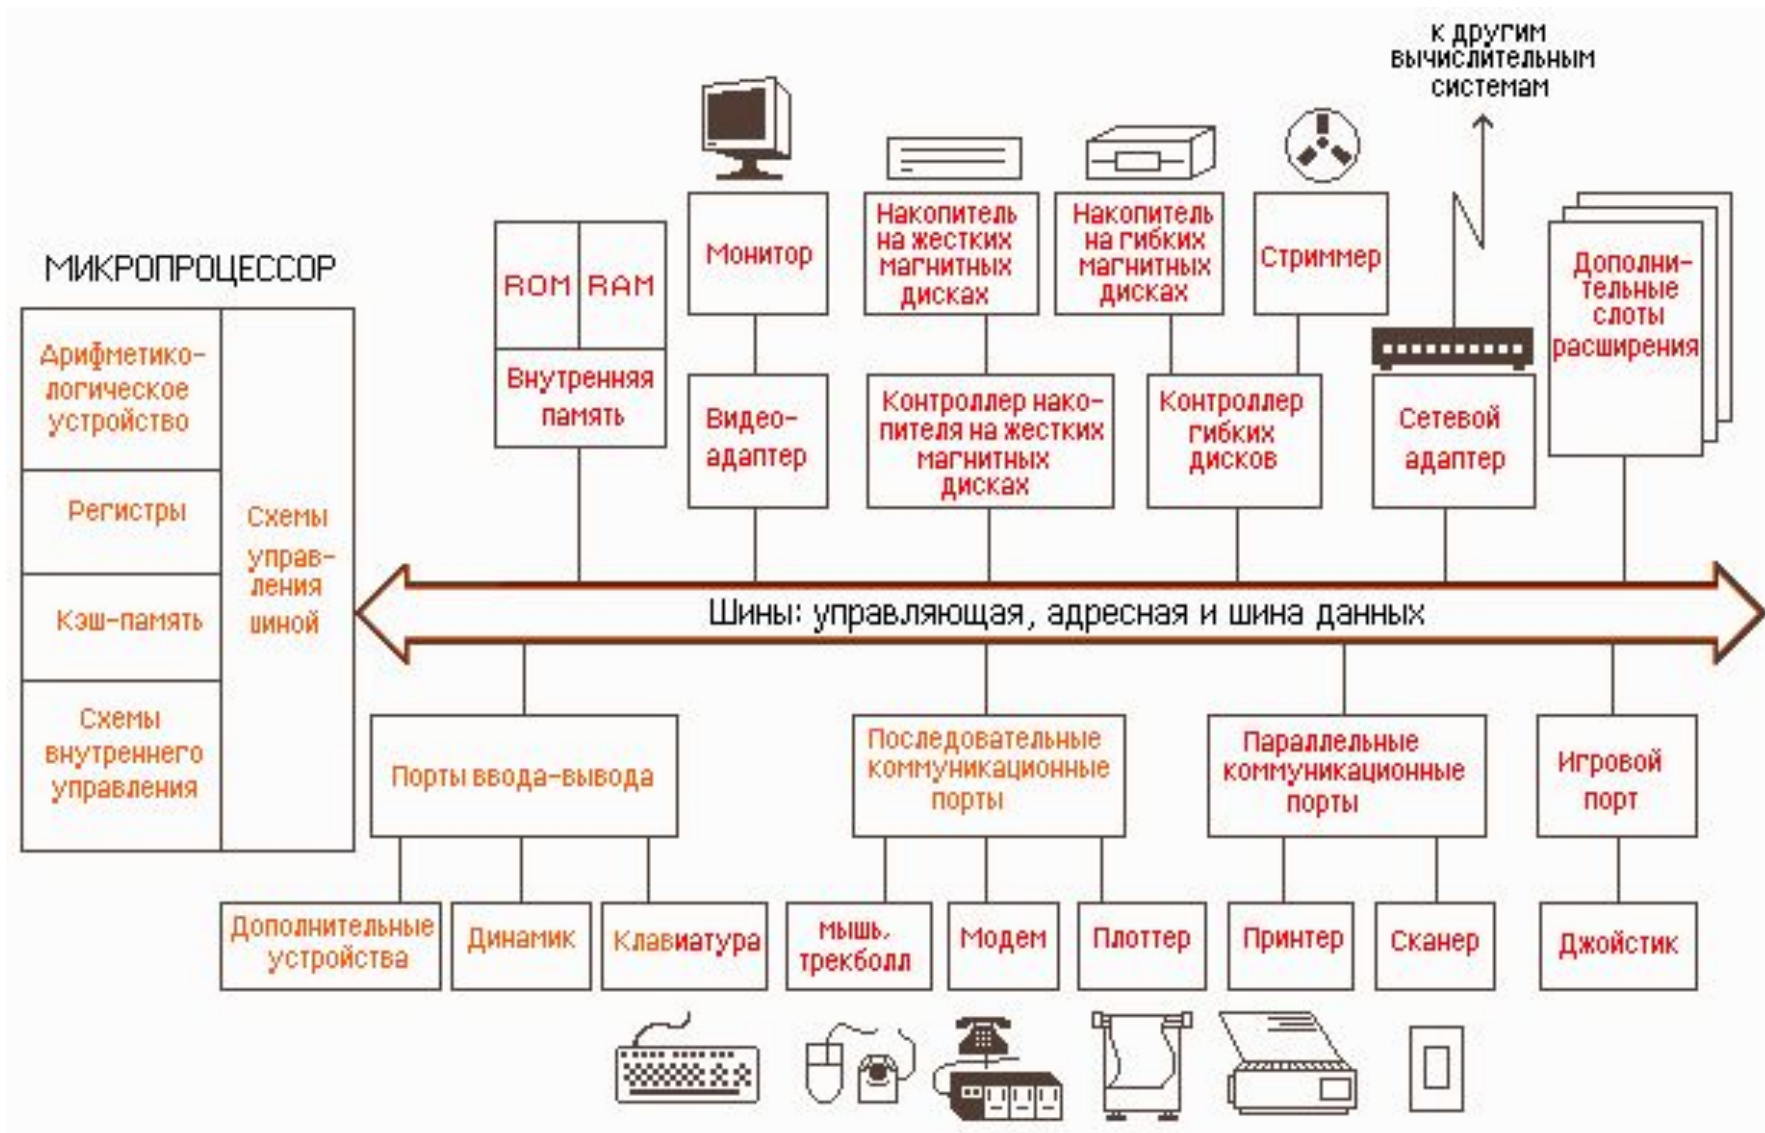 к другим
вычислительным
системам
МИКРОПРОЦЕССОР
Арифметико-
логическое
устройство
Регистры
Кэш-память
Схемы
внутреннего
управления
Схемы
управ-
ления
шиной
ROM
RAM
Внутренняя
память
Монитор
Видео-
адаптер
Накопитель
на жестких
магнитных
дисках
Контроллер нако-
пителя на жестких
магнитных
дисках
Накопитель
на гибких
магнитных
дисках
Стриммер
Контроллер
гибких
дисков
Сетевой
адаптер
Дополни-
тельные
слоты
расширения
Шины: управляющая, адресная и шина данных
Порты ввода-вывода
Дополнительные
устройства
Динамик
Клавиатура
Последовательные
коммуникационные
порты
мышь,
трекболл
Модем
Плоттер
Параллельные
коммуникационные
порты
Принтер
Сканер
Игровой
порт
Джойстик